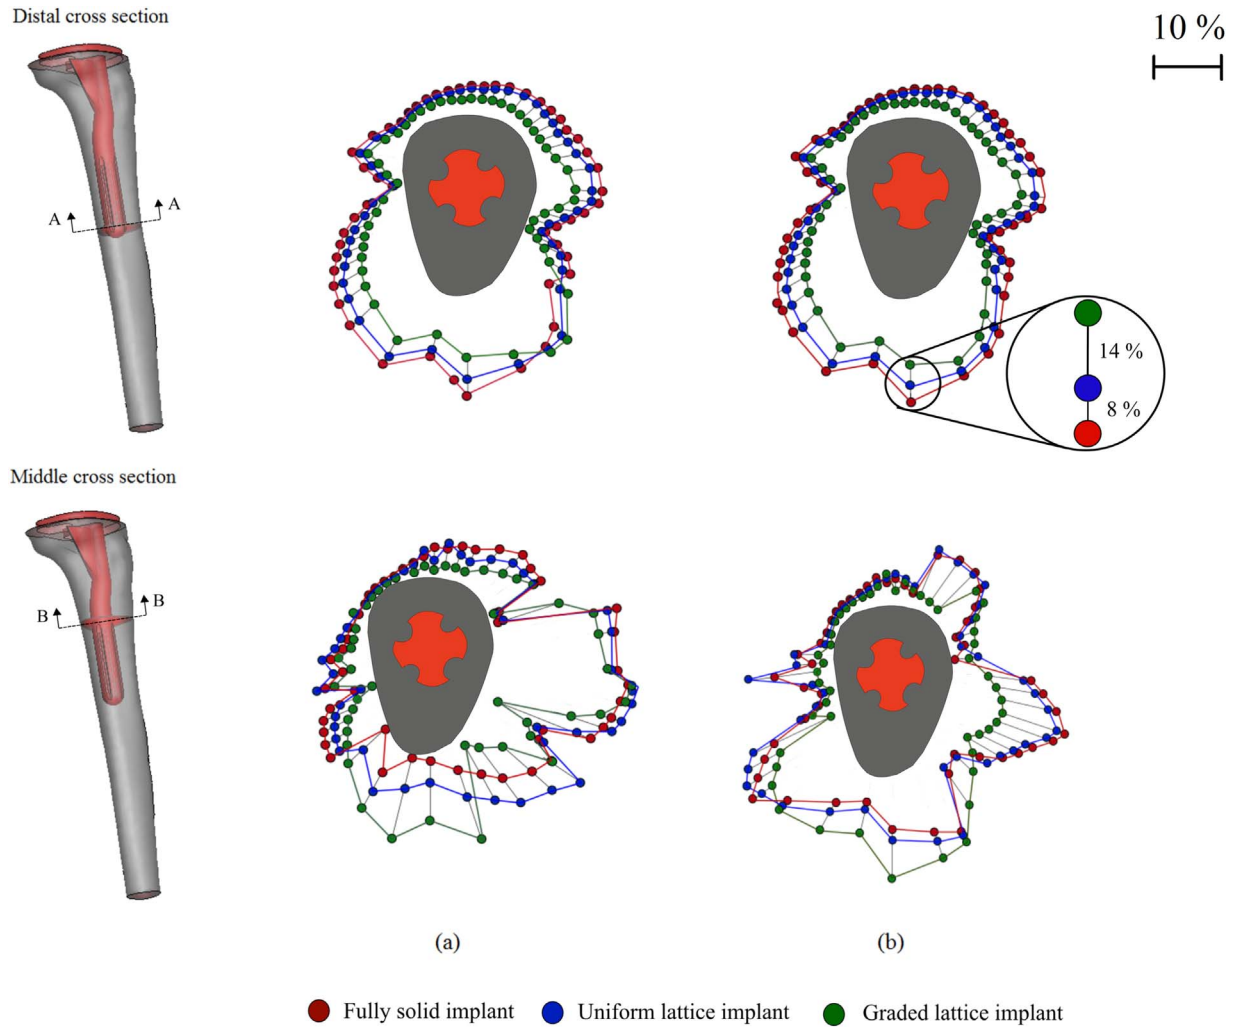 Distal cross section
10 %
A
A
14 %
8 %
Middle cross section
B
B
(a)
(b)
Fully solid implant
Uniform lattice implant
Graded lattice implant